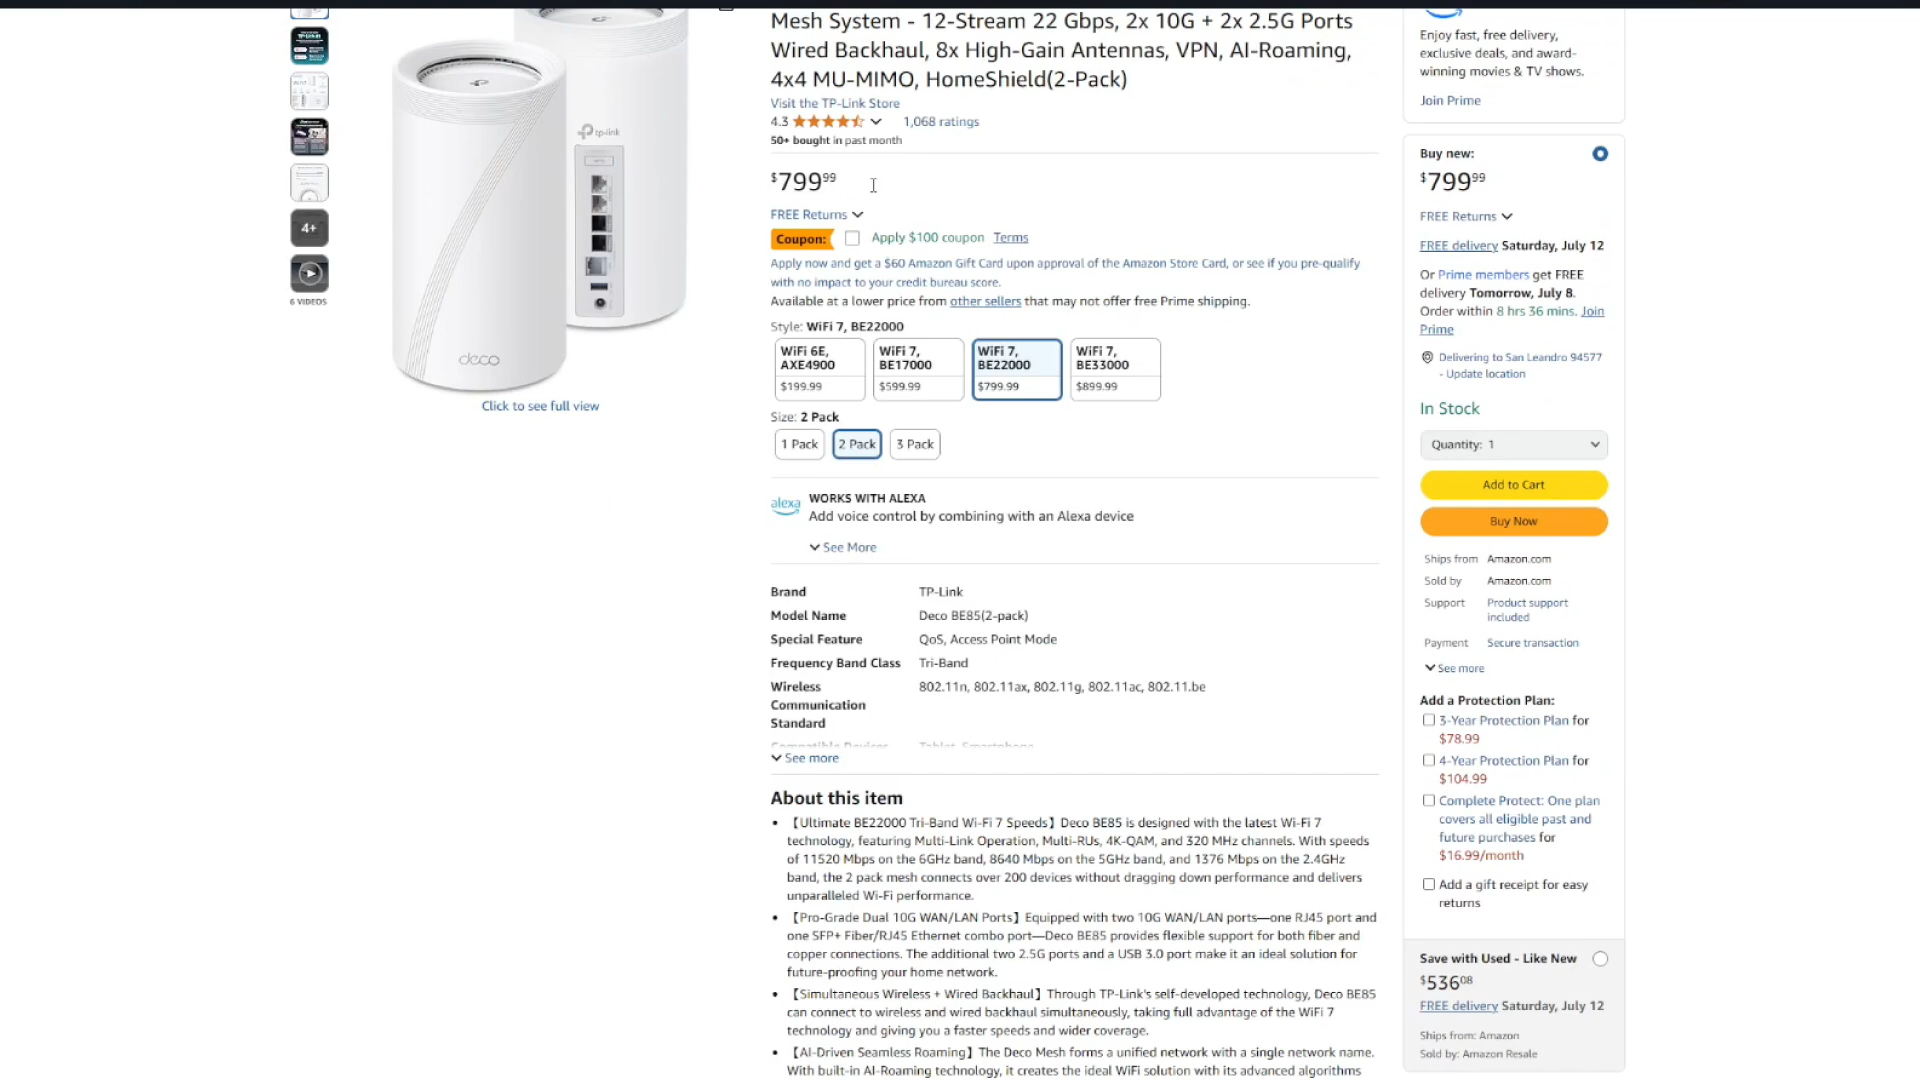 Mesh System - 12-Stream 22 Gbps, 2x 10G + 2x 2.5G Ports
Wired Backhaul, 8x High-Gain Antennas, VPN, AI-Roaming,
4x4 MU-MIMO, HomeShield(2-Pack)
Visit the TP-Link Store
4.3 1,068 ratings
50+ bought in past month
$799.99
FREE Returns
Coupon: Apply $100 coupon Terms
Apply now and get a $60 Amazon Gift Card upon approval of the Amazon Store Card, or see if you pre-qualify
with no impact to your credit bureau score.
Available at a lower price from other sellers that may not offer free Prime shipping.
Style: WiFi 7, BE22000
WiFi 6E,
AXE4900
$199.99
WiFi 7,
BE17000
$599.99
WiFi 7,
BE22000
$799.99
WiFi 7,
BE33000
$899.99
Size: 2 Pack
1 Pack 2 Pack 3 Pack
alexa
WORKS WITH ALEXA
Add voice control by combining with an Alexa device
See More
Brand TP-Link
Model Name Deco BE85(2-pack)
Special Feature QoS, Access Point Mode
Frequency Band Class Tri-Band
Wireless 802.11n, 802.11ax, 802.11g, 802.11ac, 802.11.be
Communication
Standard
Compatible Devices Tablet, Smartphone
See more
About this item
• 【Ultimate BE22000 Tri-Band Wi-Fi 7 Speeds】Deco BE85 is designed with the latest Wi-Fi 7
technology, featuring Multi-Link Operation, Multi-RUs, 4K-QAM, and 320 MHz channels. With speeds
of 11520 Mbps on the 6GHz band, 8640 Mbps on the 5GHz band, and 1376 Mbps on the 2.4GHz
band, the 2 pack mesh connects over 200 devices without dragging down performance and delivers
unparalleled Wi-Fi performance.
• 【Pro-Grade Dual 10G WAN/LAN Ports】Equipped with two 10G WAN/LAN ports—one RJ45 port and
one SFP+ Fiber/RJ45 Ethernet combo port—Deco BE85 provides flexible support for both fiber and
copper connections. The additional two 2.5G ports and a USB 3.0 port make it an ideal solution for
future-proofing your home network.
• 【Simultaneous Wireless + Wired Backhaul】Through TP-Link's self-developed technology, Deco BE85
can connect to wireless and wired backhaul simultaneously, taking full advantage of the WiFi 7
technology and giving you a faster speeds and wider coverage.
• 【AI-Driven Seamless Roaming】The Deco Mesh forms a unified network with a single network name.
With built-in AI-Roaming technology, it creates the ideal WiFi solution with its advanced algorithms
4+
6 VIDEOS
tp-link
deco
Click to see full view
Enjoy fast, free delivery,
exclusive deals, and award-
winning movies & TV shows.
Join Prime
Buy new:
$799.99
FREE Returns
FREE delivery Saturday, July 12
Or Prime members get FREE
delivery Tomorrow, July 8.
Order within 8 hrs 36 mins. Join
Prime
Delivering to San Leandro 94577
- Update location
In Stock
Quantity: 1
Add to Cart
Buy Now
Ships from Amazon.com
Sold by Amazon.com
Support Product support
included
Payment Secure transaction
See more
Add a Protection Plan:
3-Year Protection Plan for
$78.99
4-Year Protection Plan for
$104.99
Complete Protect: One plan
covers all eligible past and
future purchases for
$16.99/month
Add a gift receipt for easy
returns
Save with Used - Like New
$536.08
FREE delivery Saturday, July 12
Ships from: Amazon
Sold by: Amazon Resale